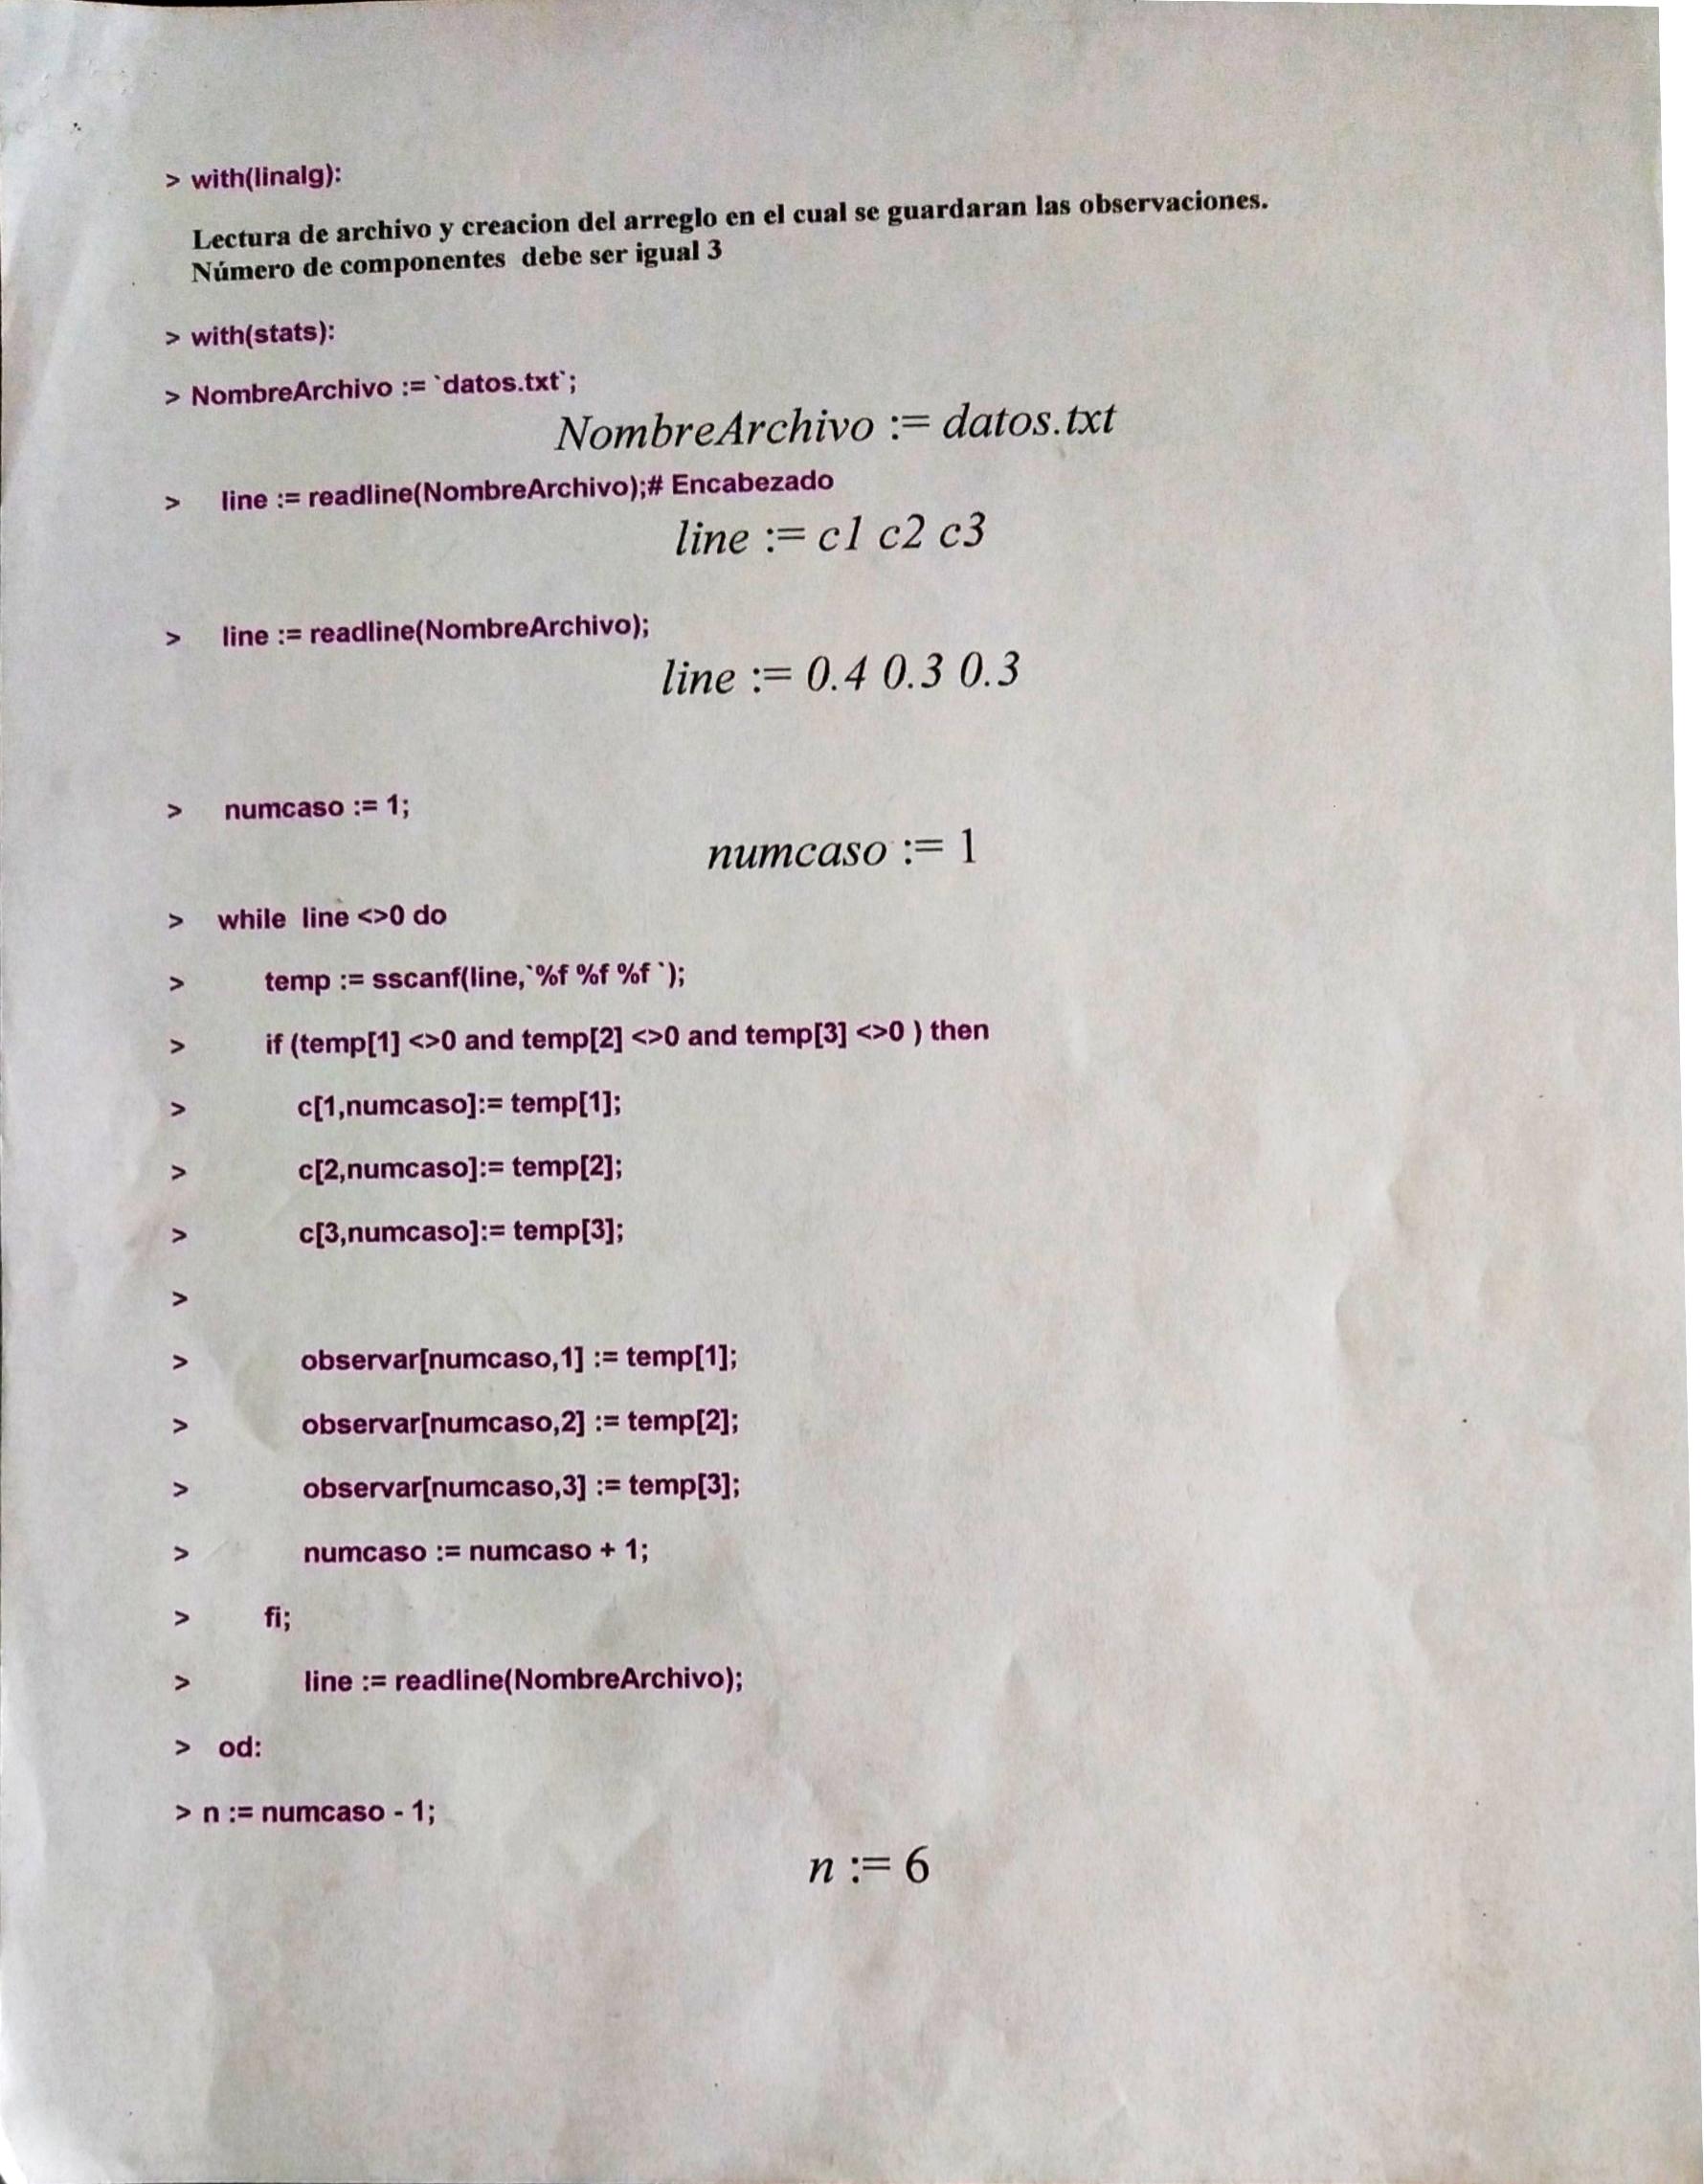 > with(linalg):
Lectura de archivo y creacion del arreglo en el cual se guardaran las observaciones.
Número de componentes debe ser igual 3
> with(stats):
> NombreArchivo := `datos.txt`;
NombreArchivo := datos.txt
> line := readline(NombreArchivo);# Encabezado
line := c1 c2 c3
> line := readline(NombreArchivo);
line := 0.4 0.3 0.3
> numcaso := 1;
numcaso := 1
> while line <>0 do
> temp := sscanf(line,`%f %f %f `);
> if (temp[1] <>0 and temp[2] <>0 and temp[3] <>0 ) then
> c[1,numcaso]:= temp[1];
> c[2,numcaso]:= temp[2];
> c[3,numcaso]:= temp[3];
>
> observar[numcaso,1] := temp[1];
> observar[numcaso,2] := temp[2];
> observar[numcaso,3] := temp[3];
> numcaso := numcaso + 1;
> fi;
> line := readline(NombreArchivo);
> od:
> n := numcaso - 1;
n := 6